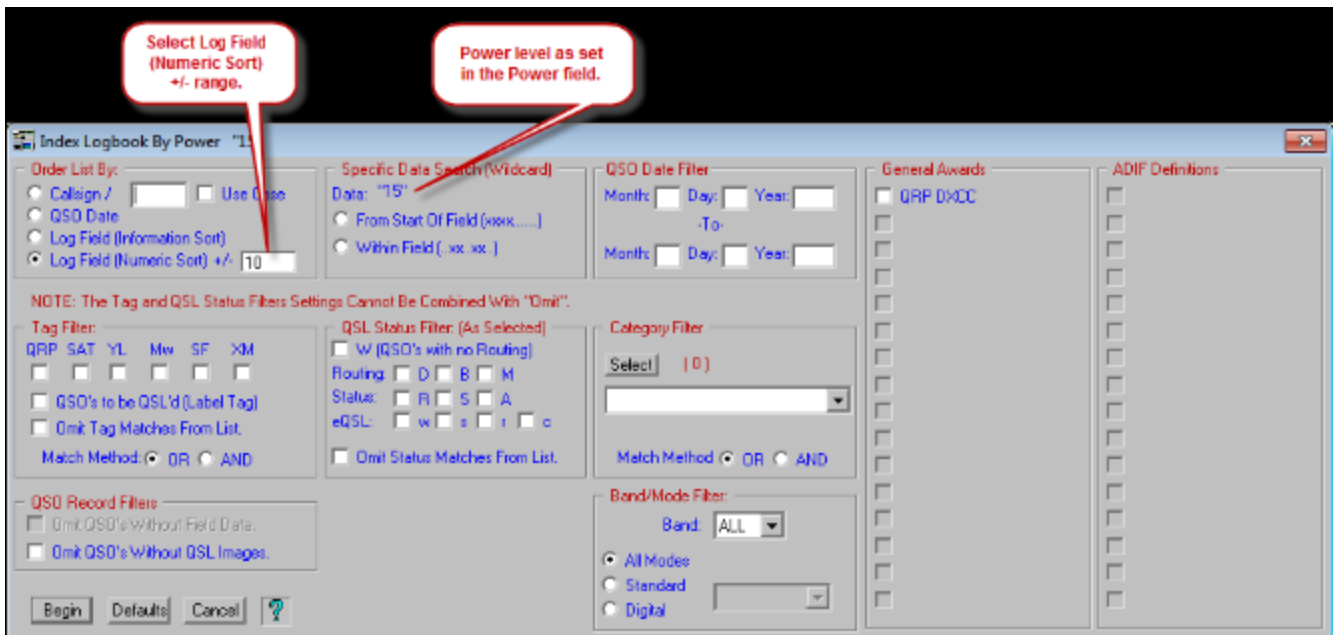 Select Log Field
(Numeric Sort)
+/- range.
Power level as set
in the Power field.
Index Logbook By Power "15
Order List By:
Callsign /
Use Case
QSO Date
Log Field (Information Sort)
Log Field (Numeric Sort) +/- 10
Specific Data Search (Wildcard)
Data: "15"
From Start Of Field (xxxx......)
Within Field (..xx..xx..)
QSO Date Filter
Month: Day: Year:
-To-
Month: Day: Year:
General Awards
QRP DXCC
ADIF Definitions
NOTE: The Tag and QSL Status Filters Settings Cannot Be Combined With "Omit".
Tag Filter:
QRP SAT YL Mw SF XM
QSO's to be QSL'd (Label Tag)
Omit Tag Matches From List.
Match Method: OR AND
QSL Status Filter: (As Selected)
W (QSO's with no Routing)
Routing: D B M
Status: R S A
eQSL: w s r c
Omit Status Matches From List.
Category Filter
Select ( 0 )
Match Method OR AND
QSO Record Filters
Omit QSO's Without Field Data.
Omit QSO's Without QSL Images.
Band/Mode Filter:
Band: ALL
All Modes
Standard
Digital
Begin Defaults Cancel ?